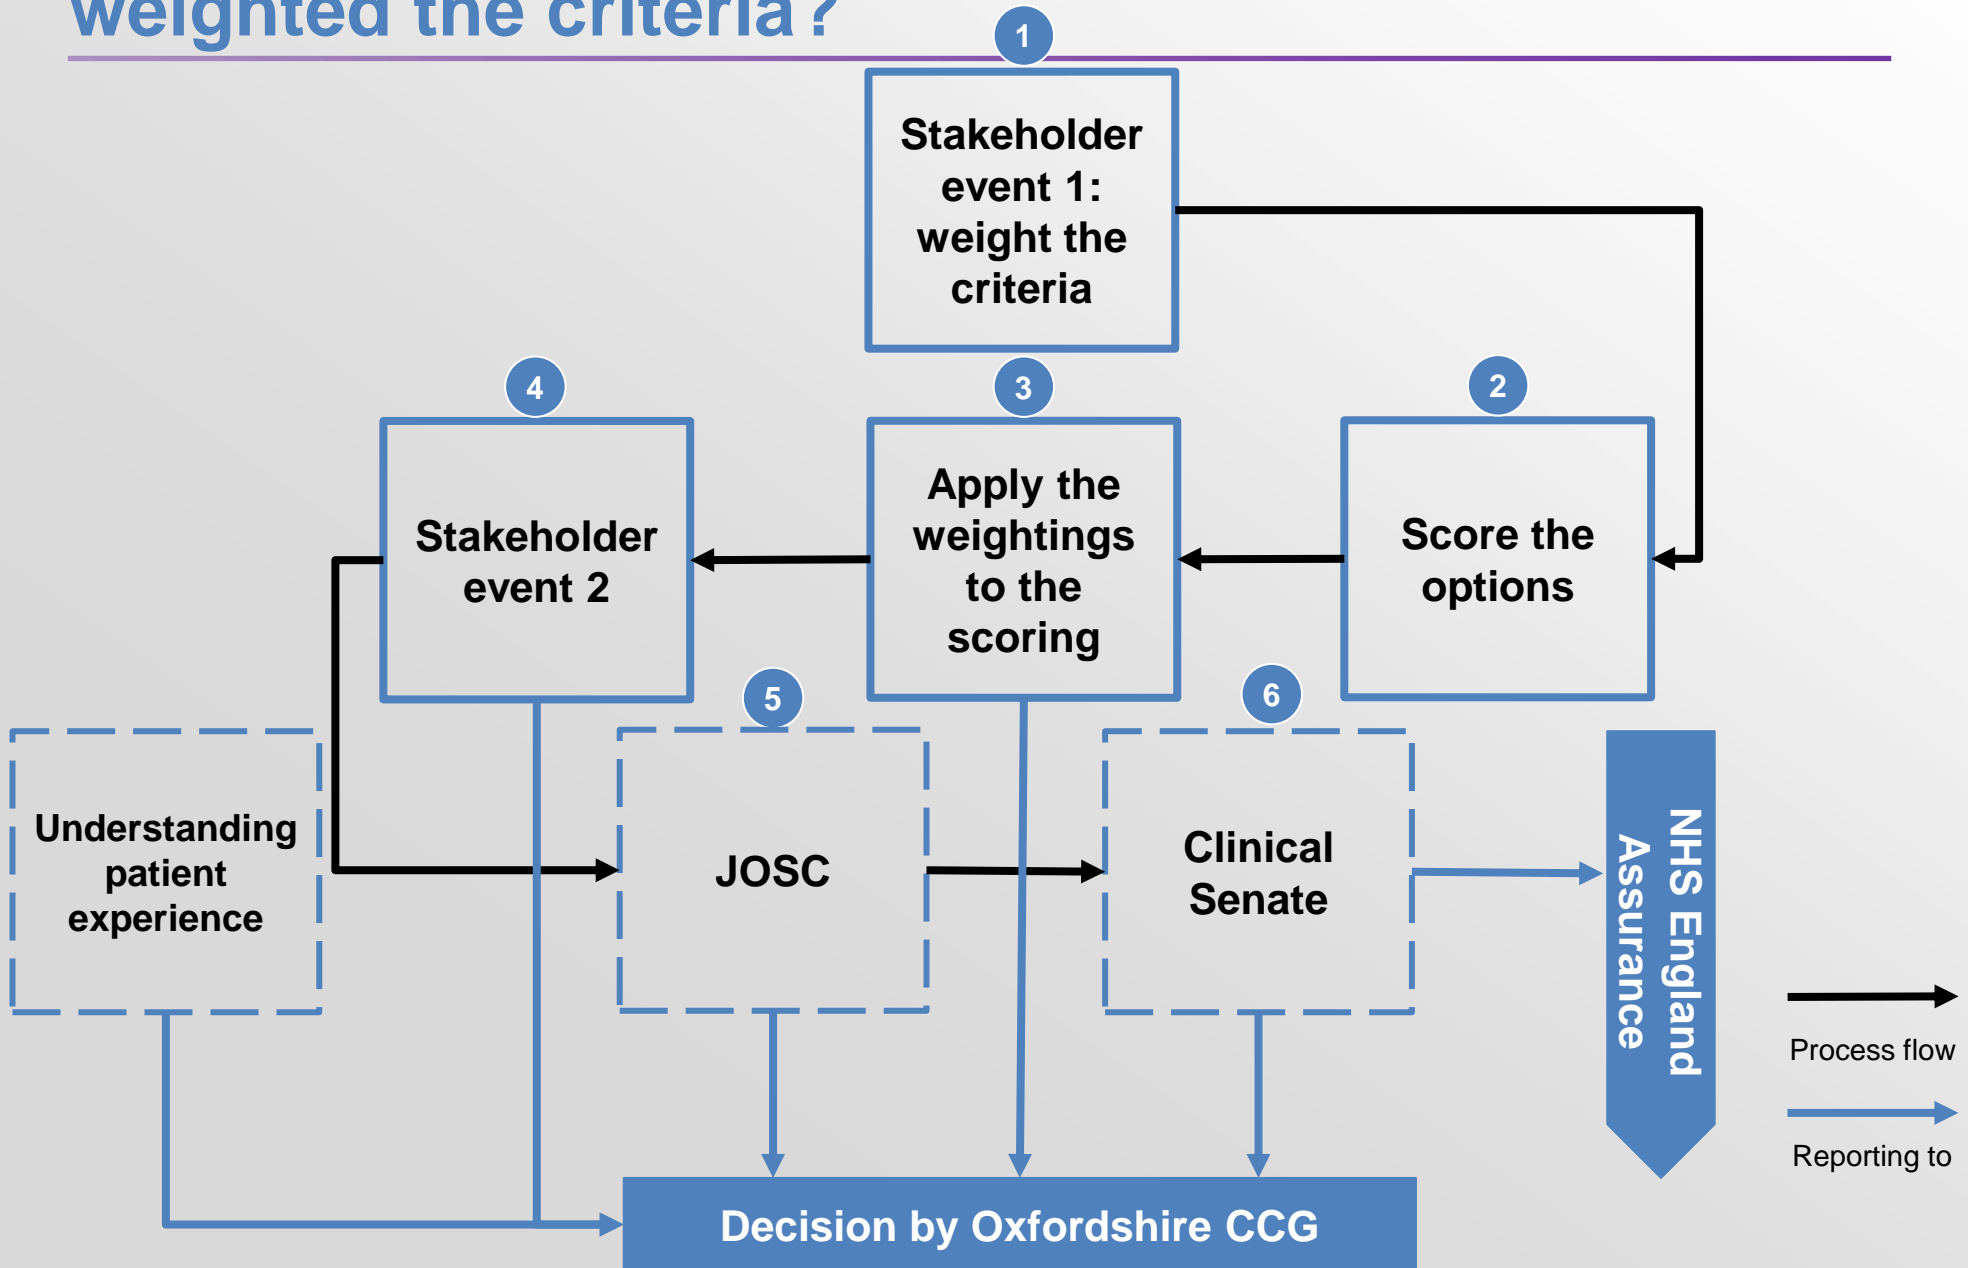 weighted the criteria?
1
Stakeholder
event 1:
weight the
criteria
4
3
2
Stakeholder
event 2
Apply the
weightings
to the
scoring
Score the
options
5
6
Understanding
patient
experience
JOSC
Clinical
Senate
NHS England
Assurance
Process flow
Reporting to
Decision by Oxfordshire CCG